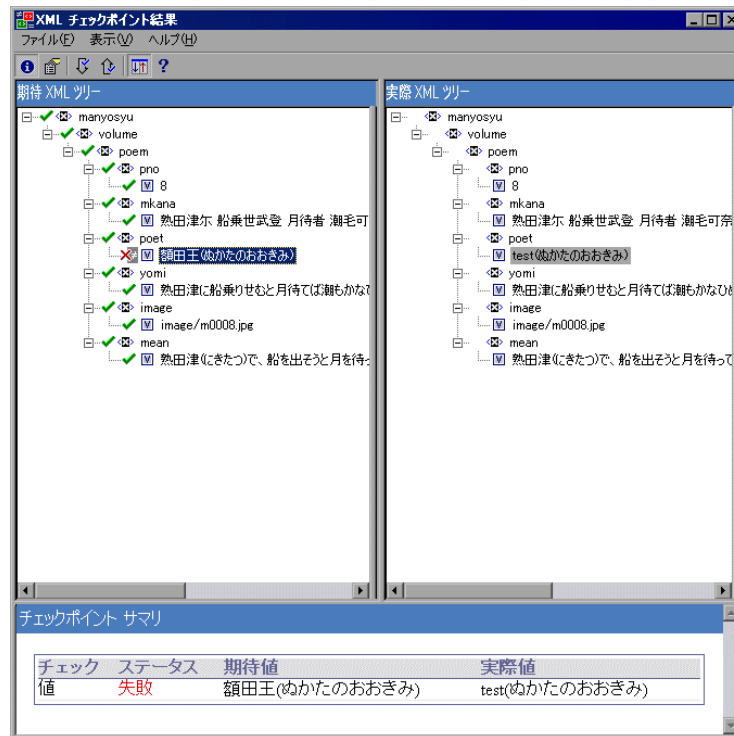 XML チェックポイント結果
ファイル(F) 表示(V) ヘルプ(H)
期待 XML ツリー
manyosyu
volume
poem
pno
8
mkana
熟田津尓 船乗世武登 月待者 潮毛可
poet
額田王(ぬかたのおおきみ)
yomi
熟田津に船乗りせむと月待てば潮もかな
image
image/m0008.jpg
mean
熟田津(にきたつ)で、船を出そうと月を待
実際 XML ツリー
manyosyu
volume
poem
pno
8
mkana
熟田津尓 船乗世武登 月待者 潮毛可奈
poet
test(ぬかたのおおきみ)
yomi
熟田津に船乗りせむと月待てば潮もかなひ
image
image/m0008.jpg
mean
熟田津(にきたつ)で、船を出そうと月を待って
チェックポイント サマリ
チェック ステータス 期待値 実際値
値 失敗 額田王(ぬかたのおおきみ) test(ぬかたのおおきみ)